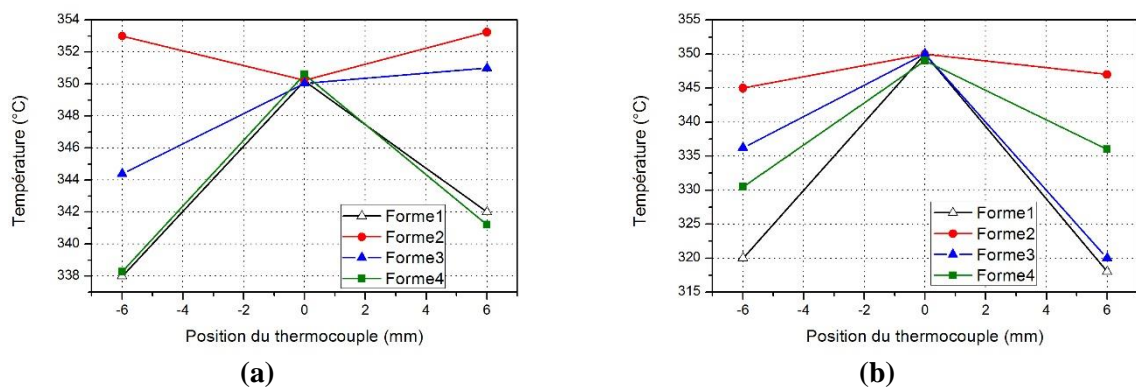 354
352
350
348
346
344
342
340
338
Température (°C)
-6 -4 -2 0 2 4 6
Position du thermocouple (mm)
Forme1
Forme2
Forme3
Forme4
(a)
355
350
345
340
335
330
325
320
315
Température (°C)
-6 -4 -2 0 2 4 6
Position du thermocouple (mm)
Forme1
Forme2
Forme3
Forme4
(b)